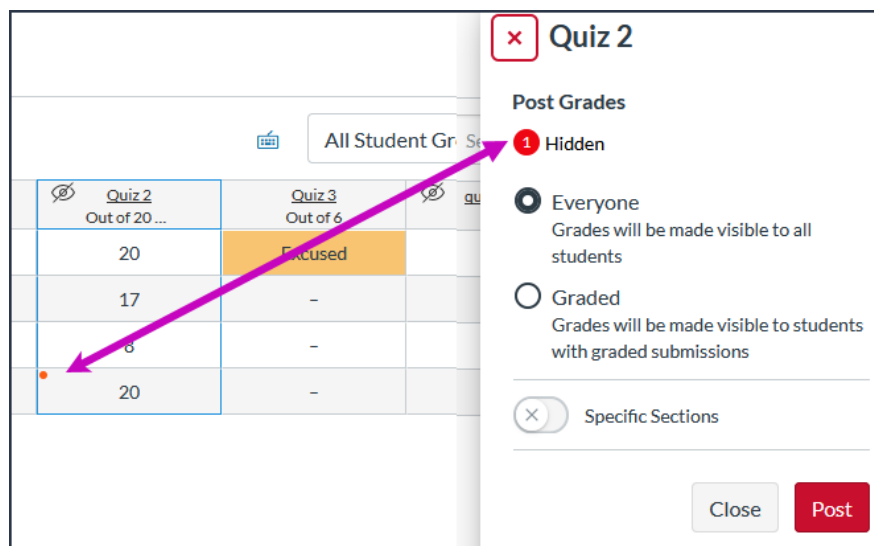 Quiz 2
Post Grades
1 Hidden
All Student Gr
Quiz 2
Out of 20 ...
Quiz 3
Out of 6
qu
20
Excused
17
–
8
–
20
–
Everyone
Grades will be made visible to all
students
Graded
Grades will be made visible to students
with graded submissions
Specific Sections
Close
Post